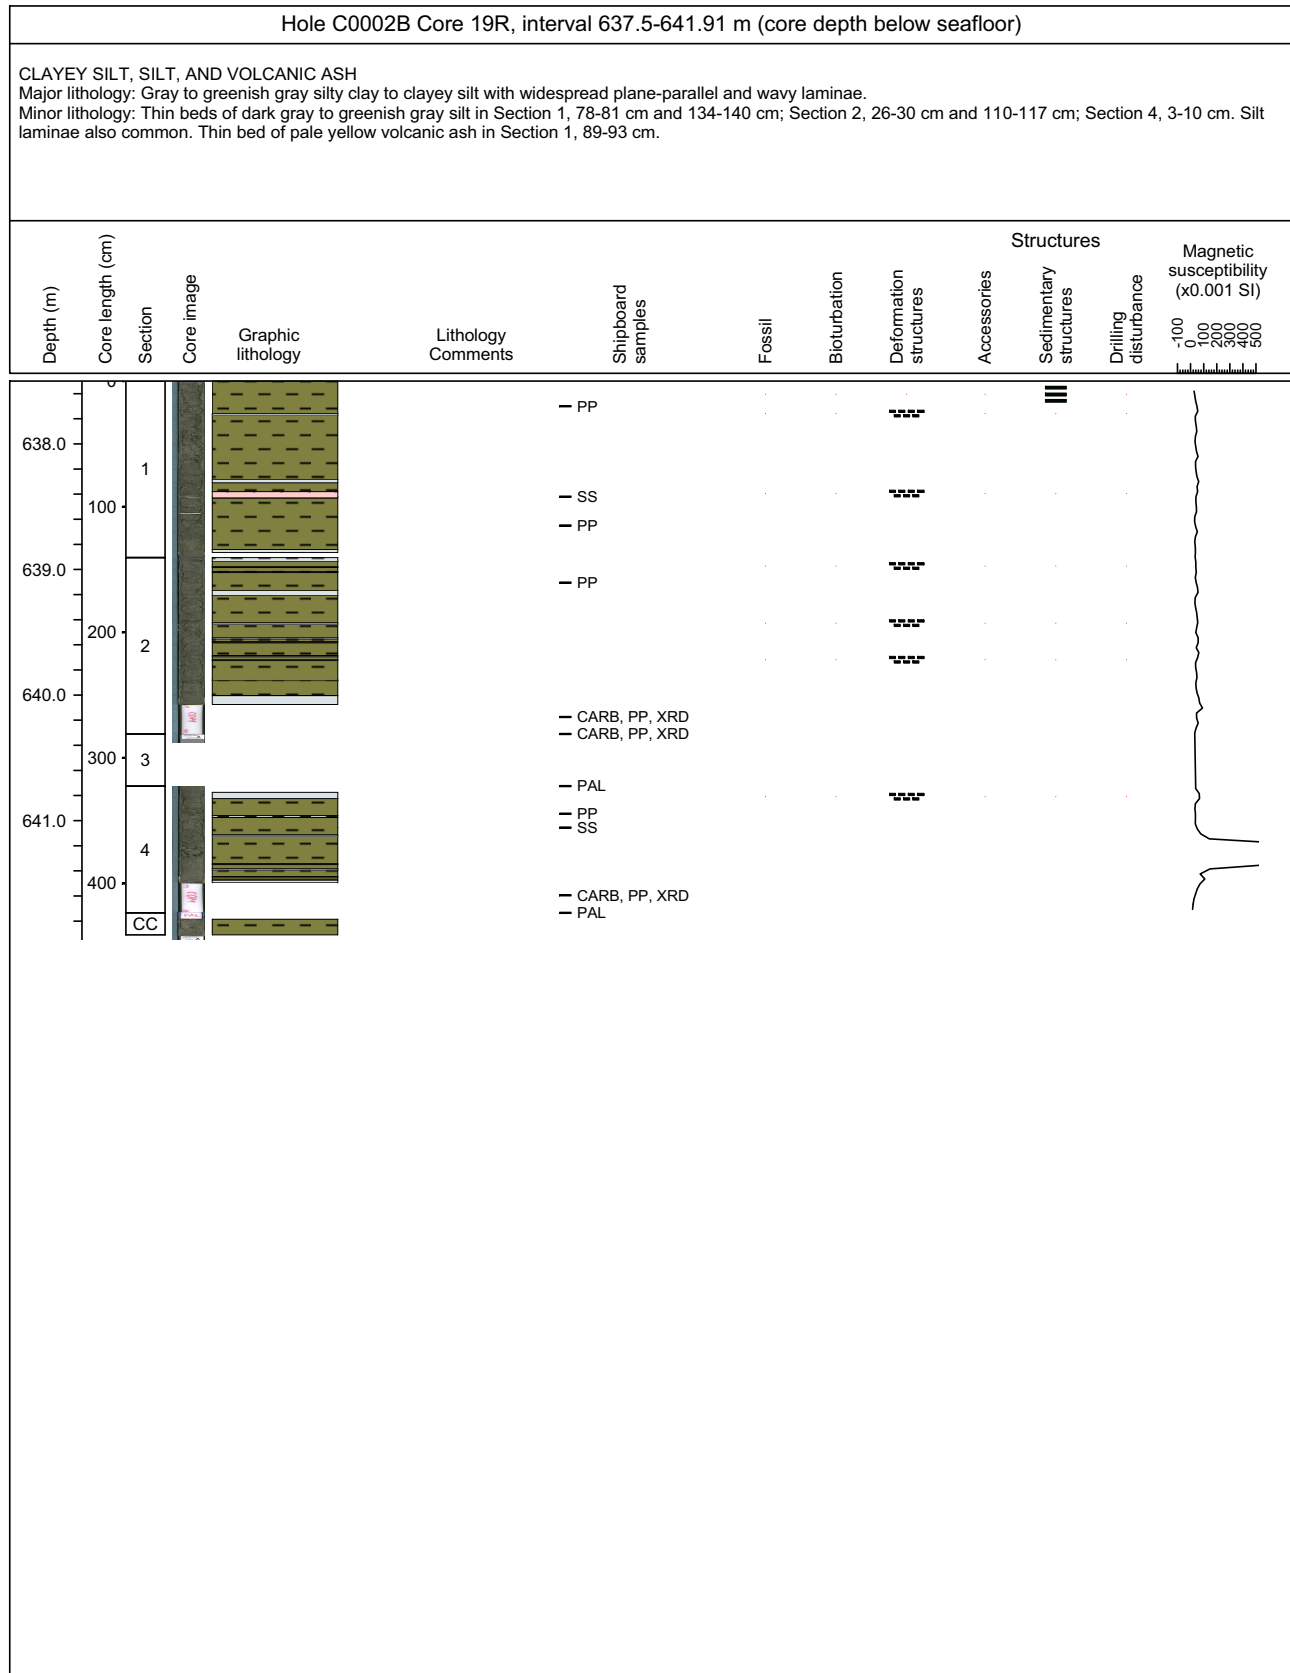 Hole C0002B Core 19R, interval 637.5-641.91 m (core depth below seafloor)
CLAYEY SILT, SILT, AND VOLCANIC ASH
Major lithology: Gray to greenish gray silty clay to clayey silt with widespread plane-parallel and wavy laminae.
Minor lithology: Thin beds of dark gray to greenish gray silt in Section 1, 78-81 cm and 134-140 cm; Section 2, 26-30 cm and 110-117 cm; Section 4, 3-10 cm. Silt
laminae also common. Thin bed of pale yellow volcanic ash in Section 1, 89-93 cm.
Depth (m)
Core length (cm)
Section
Core image
Graphic
lithology
Lithology
Comments
Shipboard
samples
Fossil
Bioturbation
Structures
Deformation
structures
Accessories
Sedimentary
structures
Drilling
disturbance
Magnetic
susceptibility
(x0.001 SI)
-100
0
100
200
300
400
500
0
PP
638.0
1
SS
100
PP
639.0
PP
200
2
640.0
CARB, PP, XRD
CARB, PP, XRD
300
3
PAL
PP
641.0
SS
4
400
CARB, PP, XRD
PAL
CC